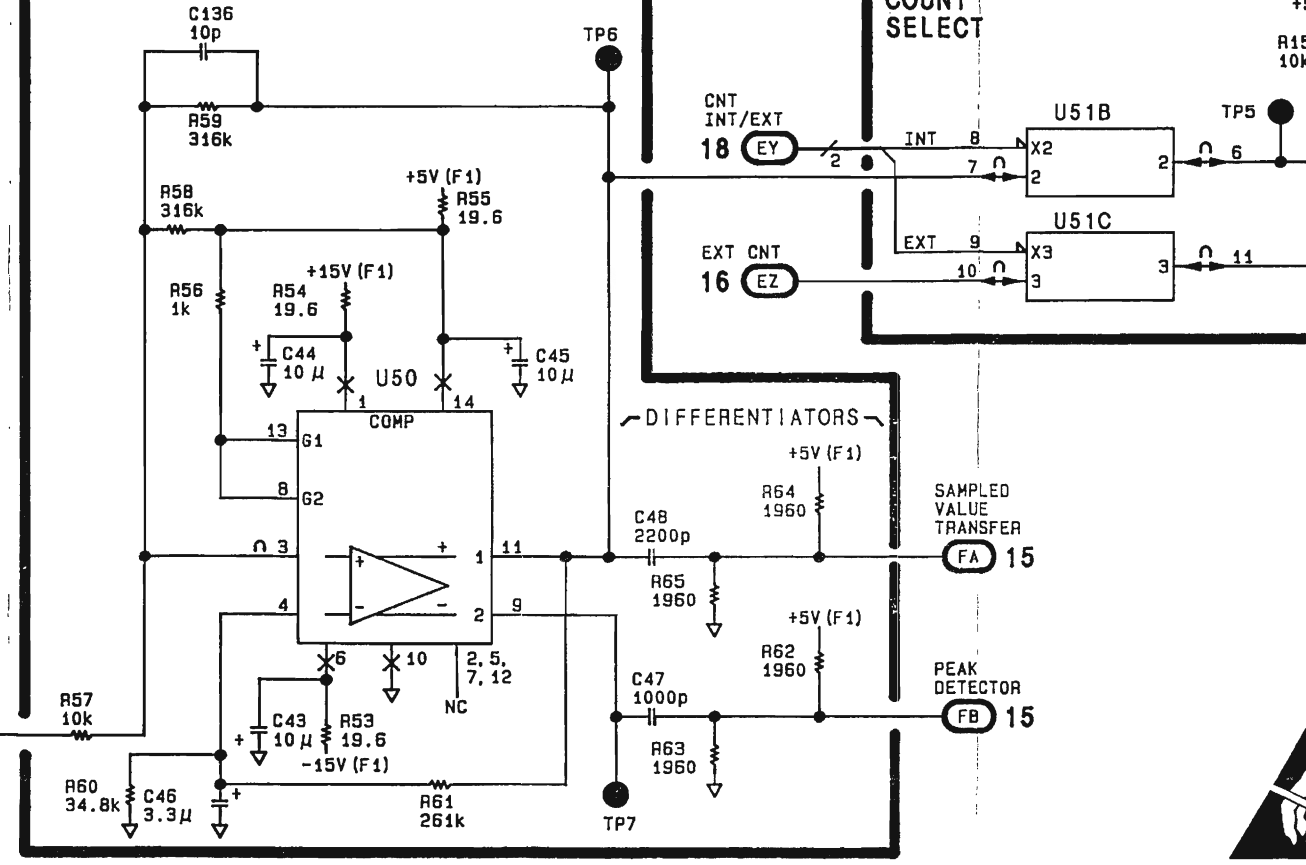 C136
10p
TP6
COUNT
SELECT
R59
316k
CNT
INT/EXT
18 EY
2
INT
8
7
U51B
X2
2
2
6
TP5
R58
316k
+5V(F1)
R55
19.6
U51C
EXT
9
10
X3
3
3
11
EXT CNT
16 EZ
R56
1k
+15V(F1)
R54
19.6
+
C44
10µ
U50
+
C45
10µ
1
14
COMP
13
G1
8
G2
3
4
+
-
+
-
1
2
11
9
6
10
2,5,
7,12
NC
DIFFERENTIATORS
+5V(F1)
R64
1960
C48
2200p
R65
1960
SAMPLED
VALUE
TRANSFER
FA 15
+5V(F1)
R62
1960
C47
1000p
R63
1960
PEAK
DETECTOR
FB 15
TP7
R57
10k
+
C43
10µ
R53
19.6
-15V(F1)
R60
34.8k
C46
3.3µ
+
R61
261k